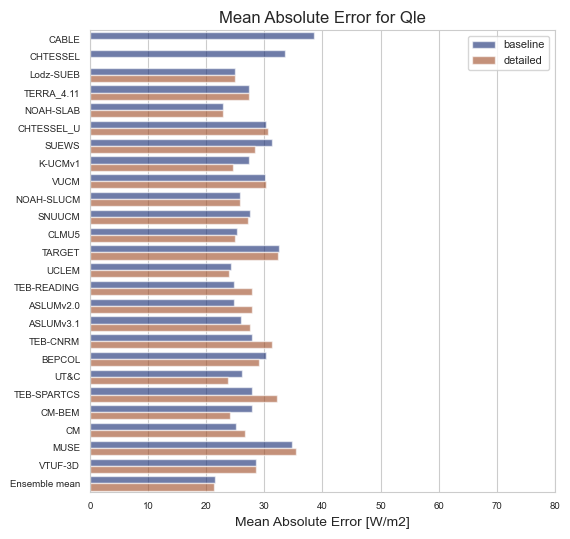 Mean Absolute Error for Qle
baseline
detailed
CABLE
CHTESSEL
Lodz-SUEB
TERRA_4.11
NOAH-SLAB
CHTESSEL_U
SUEWS
K-UCMv1
VUCM
NOAH-SLUCM
SNUUCM
CLMU5
TARGET
UCLEM
TEB-READING
ASLUMv2.0
ASLUMv3.1
TEB-CNRM
BEPCOL
UT&C
TEB-SPARTCS
CM-BEM
CM
MUSE
VTUF-3D
Ensemble mean
0 10 20 30 40 50 60 70 80
Mean Absolute Error [W/m2]